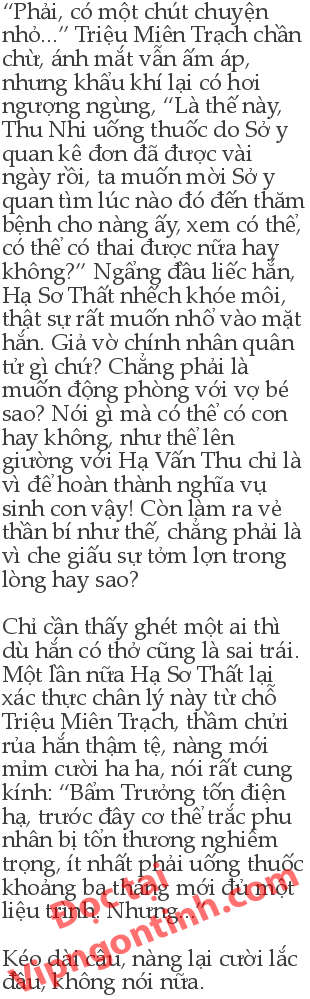 “Phải, có một chút chuyện
nhỏ...” Triệu Miên Trạch chần
chừ, ánh mắt vẫn ấm áp,
nhưng khẩu khí lại có hơi
ngượng ngùng, “Là thế này,
Thu Nhi uống thuốc do Sở y
quan kê đơn đã được vài
ngày rồi, ta muốn mời Sở y
quan tìm lúc nào đó đến thăm
bệnh cho nàng ấy, xem có thể,
có thể có thai được nữa hay
không?” Ngẩng đầu liếc hắn,
Hạ Sơ Thất nhếch khóe môi,
thật sự rất muốn nhổ vào mặt
hắn. Giả vờ chính nhân quân
tử gì chứ? Chẳng phải là
muốn động phòng với vợ bé
sao? Nói gì mà có thể có con
hay không, như thể lên
giường với Hạ Vấn Thu chỉ là
vì để hoàn thành nghĩa vụ
sinh con vậy! Còn làm ra vẻ
thần bí như thế, chẳng phải là
vì che giấu sự tởm lợn trong
lòng hay sao?

Chỉ cần thấy ghét một ai thì
dù hắn có thở cũng là sai trái.
Một lần nữa Hạ Sơ Thất lại
xác thực chân lý này từ chỗ
Triệu Miên Trạch, thầm chửi
rủa hắn thậm tệ, nàng mới
mỉm cười ha ha, nói rất cung
kính: “Bẩm Trưởng tôn điện
hạ, trước đây cơ thể trắc phu
nhân bị tổn thương nghiêm
trọng, ít nhất phải uống thuốc
khoảng ba tháng mới đủ một
liệu trình. Nhưng...”
Đọc tại
Vipngontinh.com
Kéo dài câu, nàng lại cười lắc
đầu, không nói nữa.